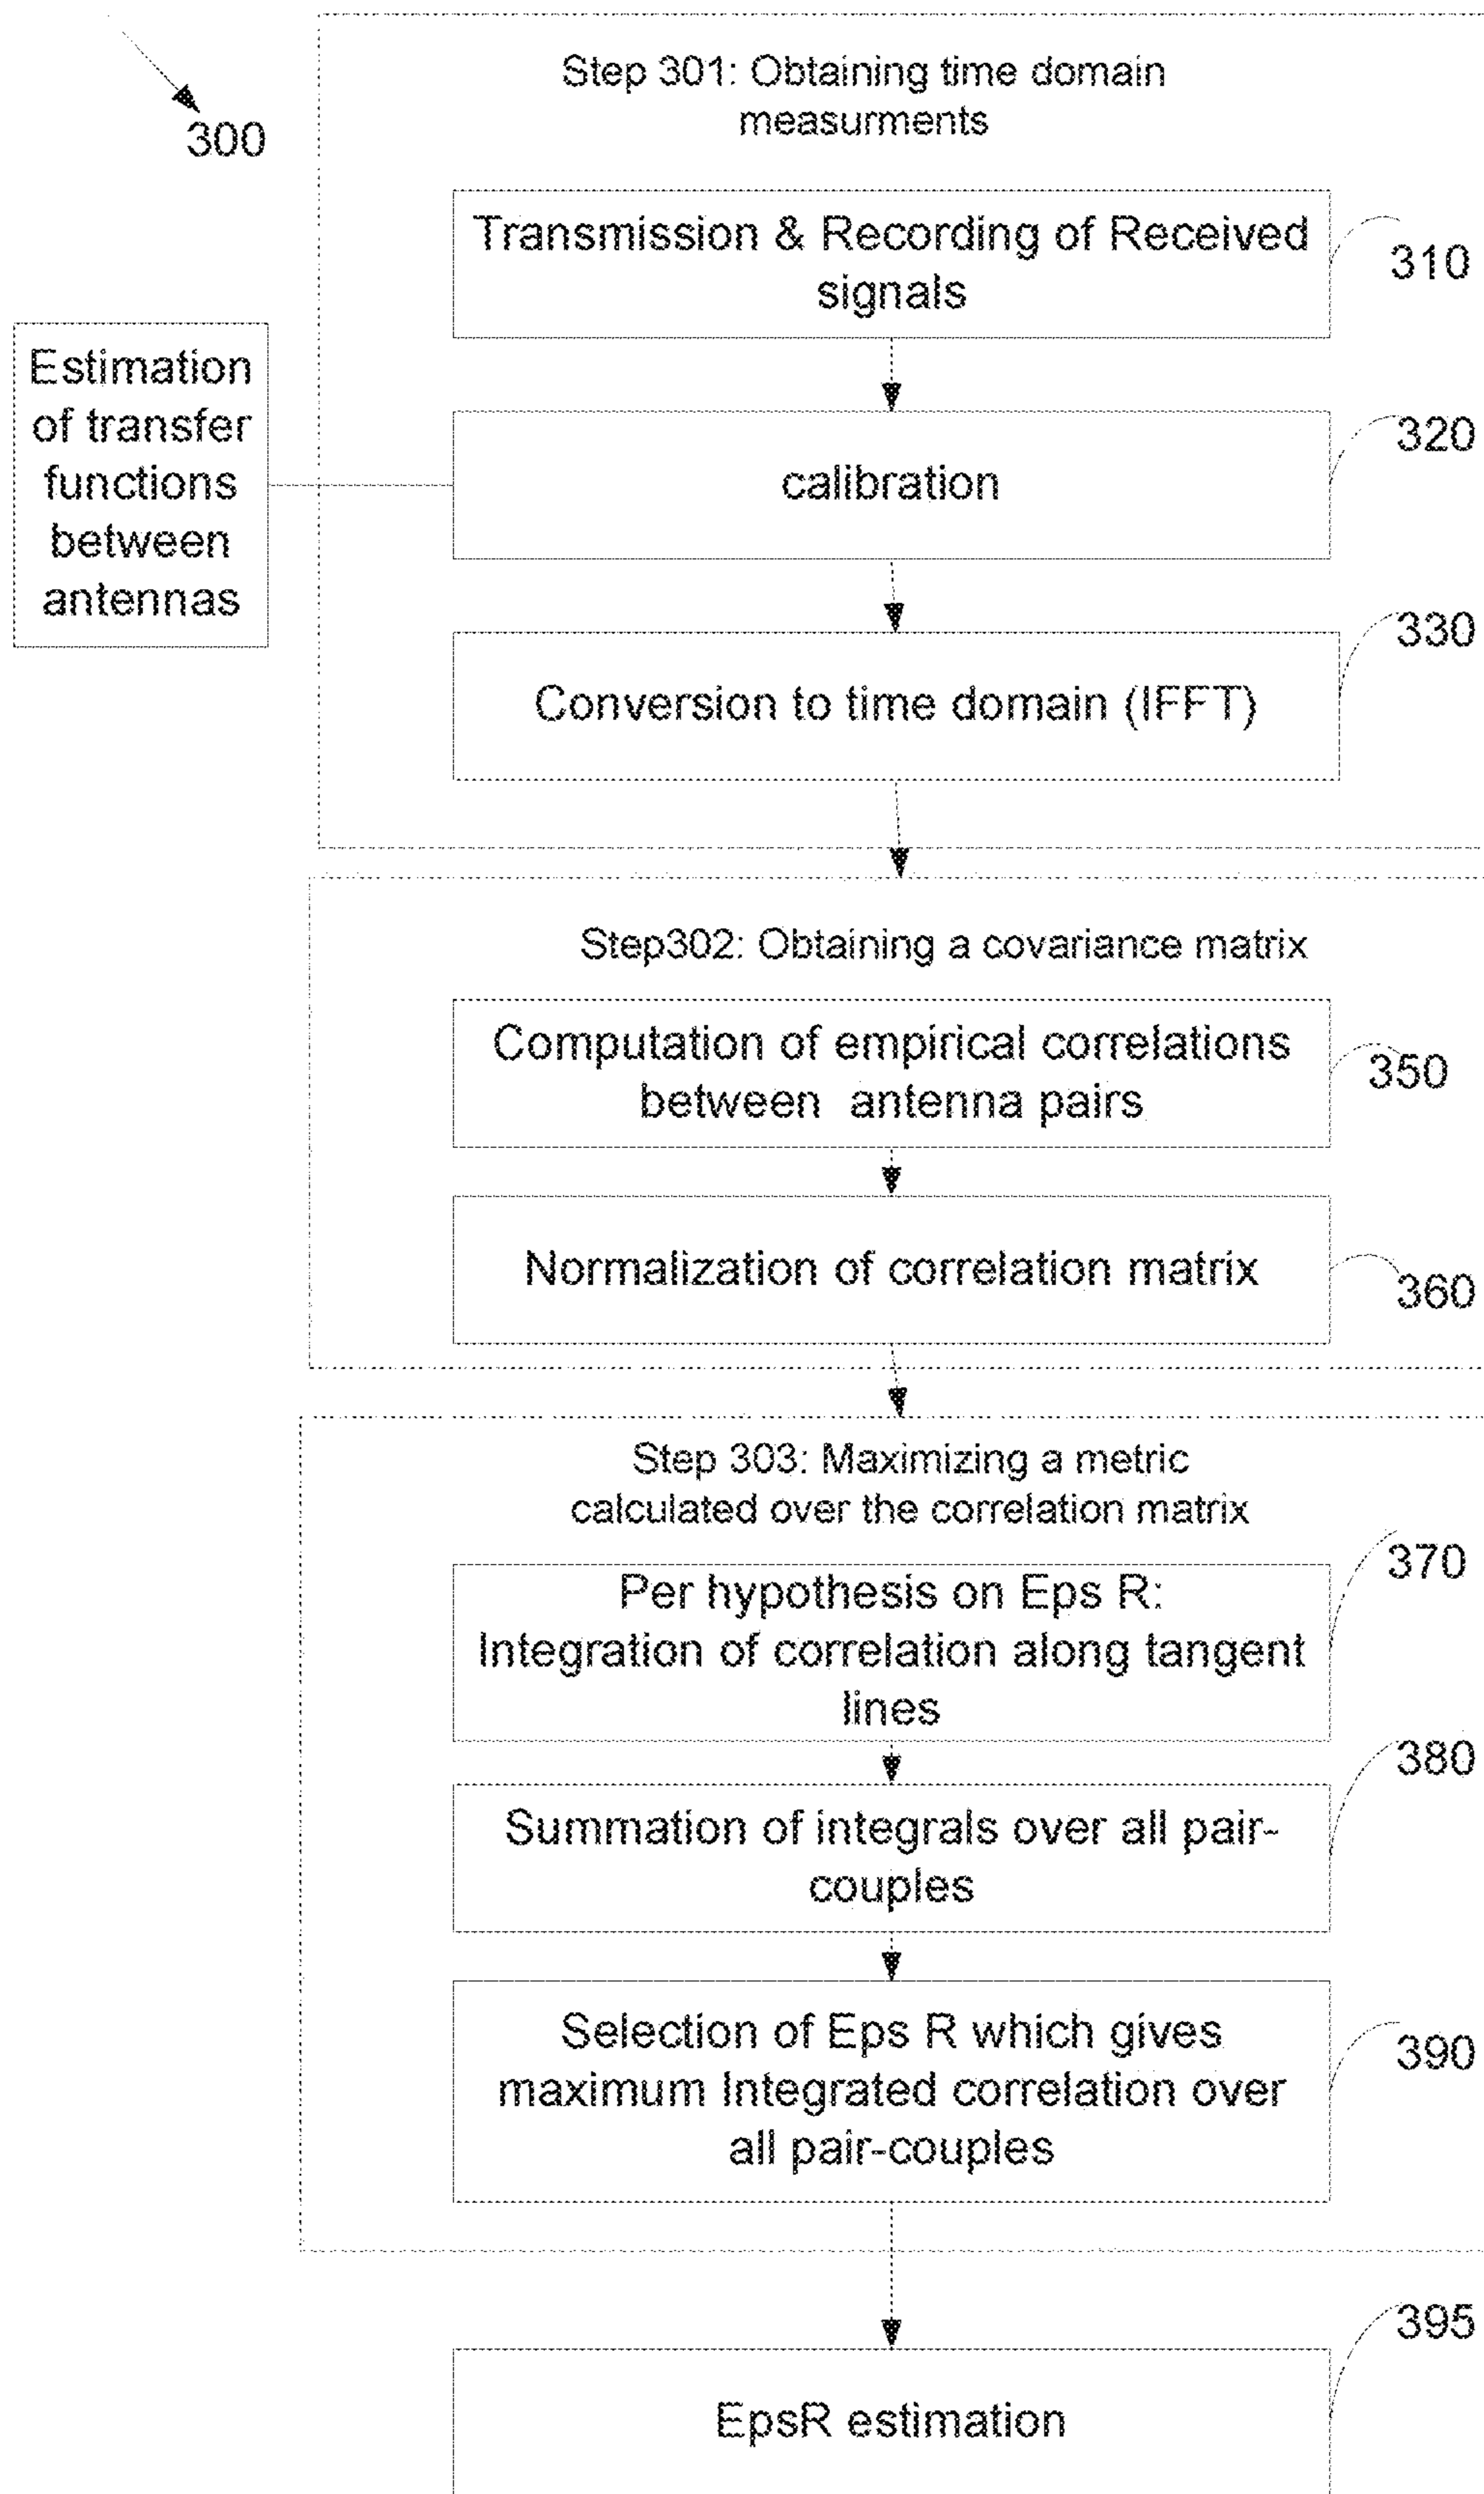 300
Step 301: Obtaining time domain
measurments
Transmission & Recording of Received
signals
310
Estimation
of transfer
functions
between
antennas
calibration
320
Conversion to time domain (IFFT)
330
Step302: Obtaining a covariance matrix
Computation of empirical correlations
between antenna pairs
350
Normalization of correlation matrix
360
Step 303: Maximizing a metric
calculated over the correlation matrix
Per hypothesis on Eps R:
Integration of correlation along tangent
lines
370
Summation of integrals over all pair-
couples
380
Selection of Eps R which gives
maximum Integrated correlation over
all pair-couples
390
EpsR estimation
395